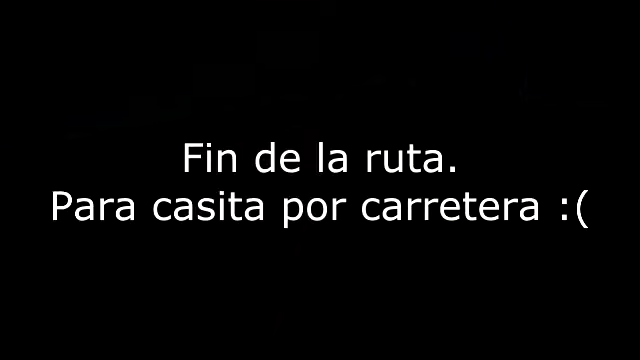 Fin de la ruta.
Para casita por carretera :(